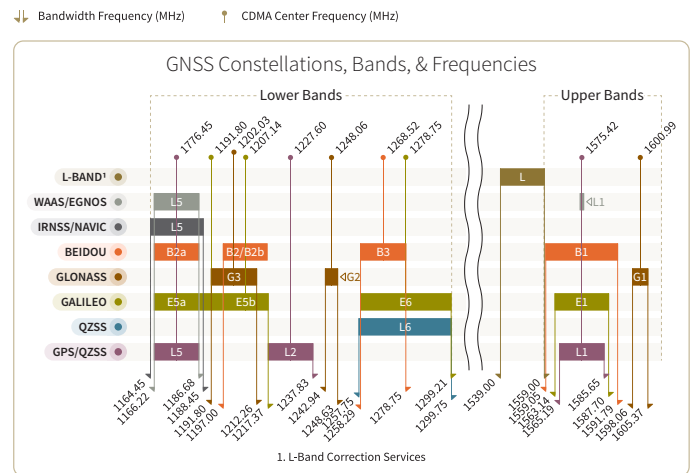 Bandwidth Frequency (MHz) CDMA Center Frequency (MHz)
GNSS Constellations, Bands, & Frequencies
Lower Bands Upper Bands
1776.45 1191.80 1202.03 1207.14 1227.60 1248.06 1268.52 1278.75 1575.42 1600.99
L-BAND¹ L
WAAS/EGNOS L5 L1
IRNSS/NAVIC L5
BEIDOU B2a B2/B2b B3 B1
GLONASS G3 G2 G1
GALILEO E5a E5b E6 E1
QZSS L6
GPS/QZSS L5 L2 L1
1164.45 1166.22 1186.68 1188.45 1191.80 1197.00 1212.26 1217.37 1237.83 1242.94 1248.63 1257.75 1258.29 1278.75 1299.21 1299.75 1539.00 1559.00 1559.05 1563.14 1565.19 1585.65 1587.70 1591.79 1598.06 1605.37
1. L-Band Correction Services